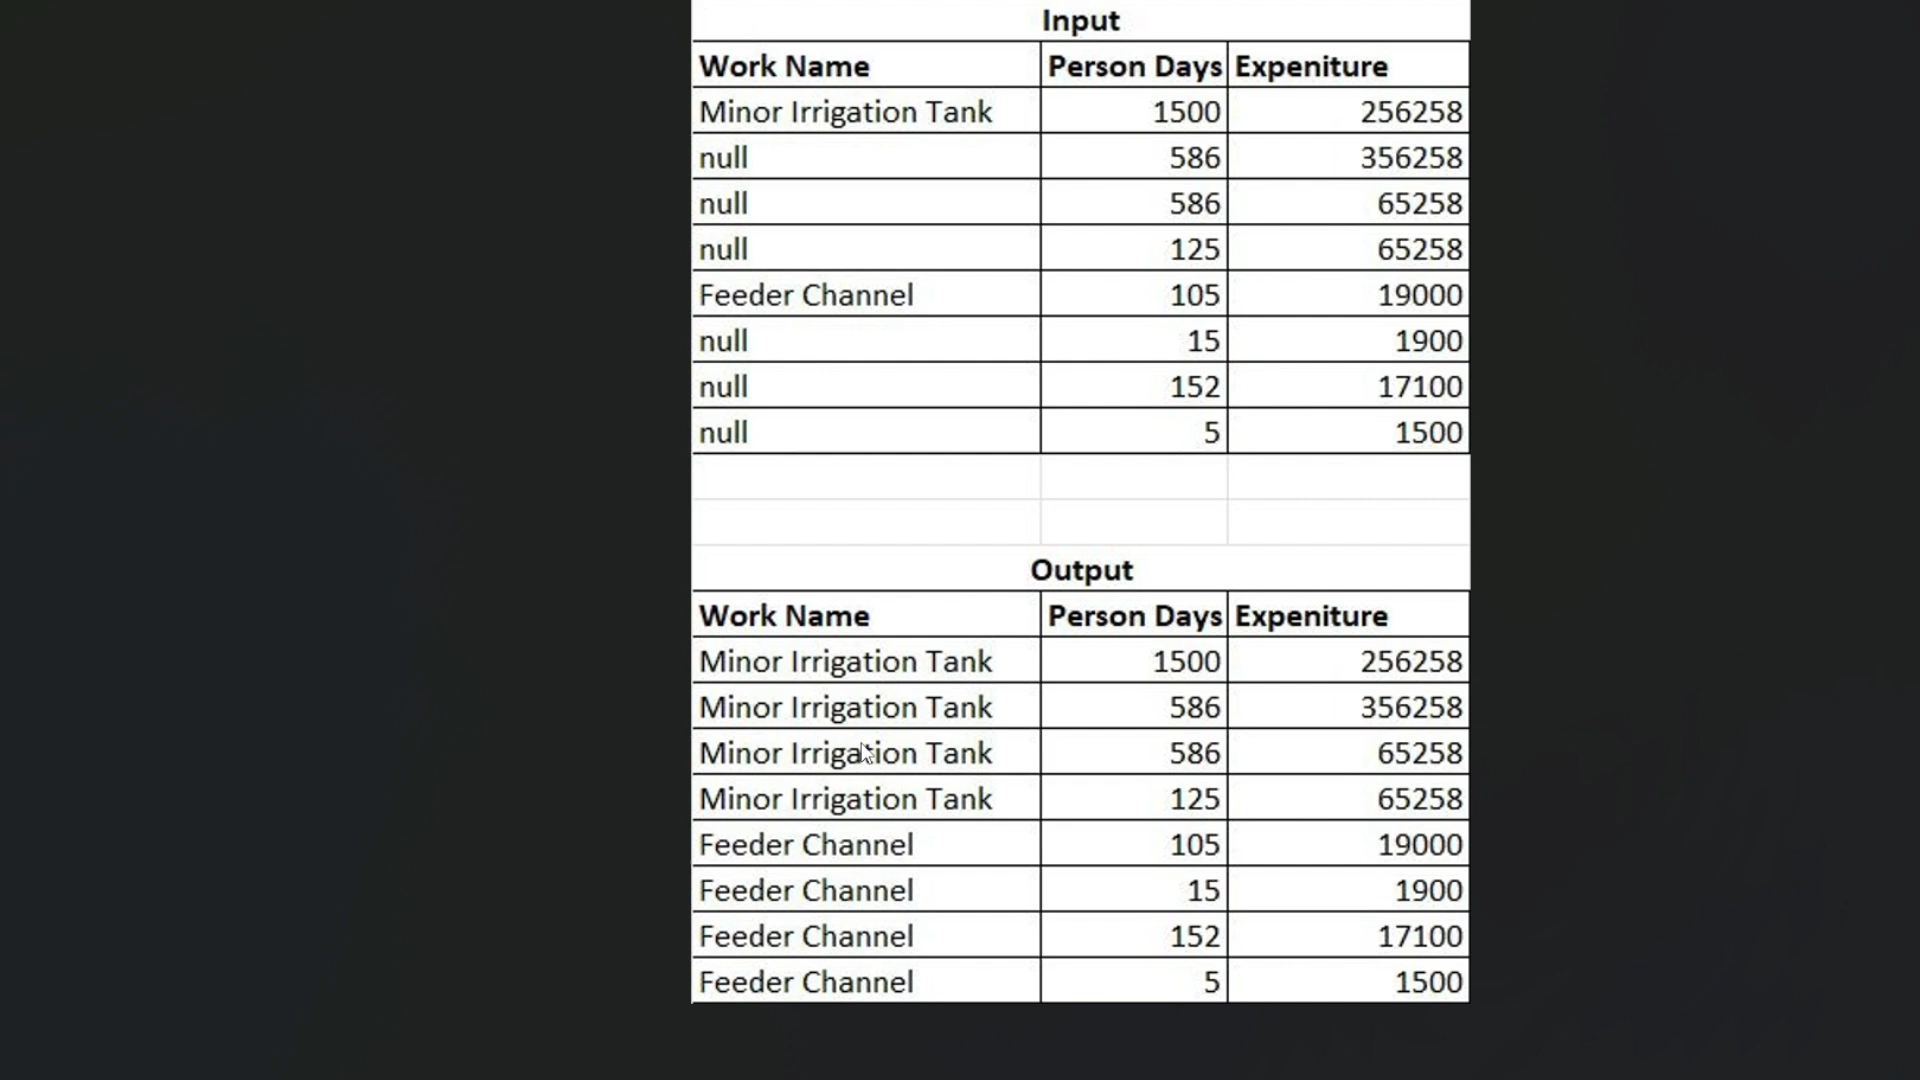 Input
Work Name Person Days Expeniture
Minor Irrigation Tank 1500 256258
null 586 356258
null 586 65258
null 125 65258
Feeder Channel 105 19000
null 15 1900
null 152 17100
null 5 1500
Output
Work Name Person Days Expeniture
Minor Irrigation Tank 1500 256258
Minor Irrigation Tank 586 356258
Minor Irrigation Tank 586 65258
Minor Irrigation Tank 125 65258
Feeder Channel 105 19000
Feeder Channel 15 1900
Feeder Channel 152 17100
Feeder Channel 5 1500